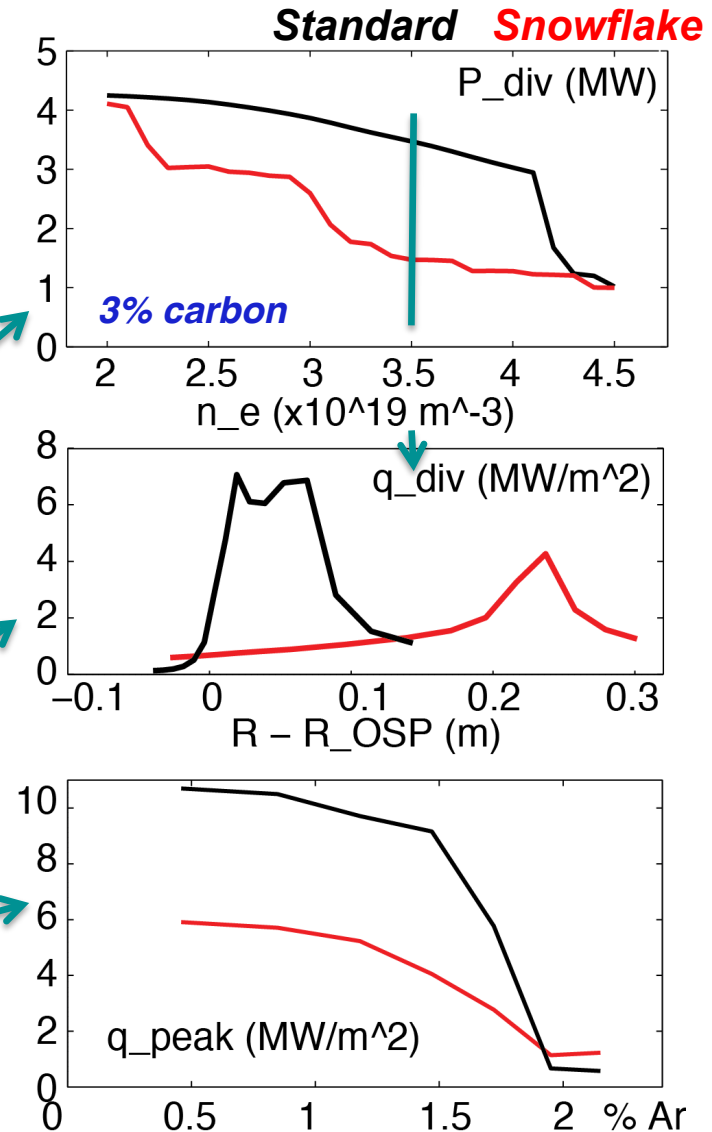 Standard Snowflake
P_div (MW)
5
4
3
2
1
0
3% carbon
2 2.5 3 3.5 4 4.5
n_e (x10^19 m^-3)
q_div (MW/m^2)
8
6
4
2
0
−0.1 0 0.1 0.2 0.3
R − R_OSP (m)
10
8
6
4
2
0
q_peak (MW/m^2)
0 0.5 1 1.5 2 % Ar